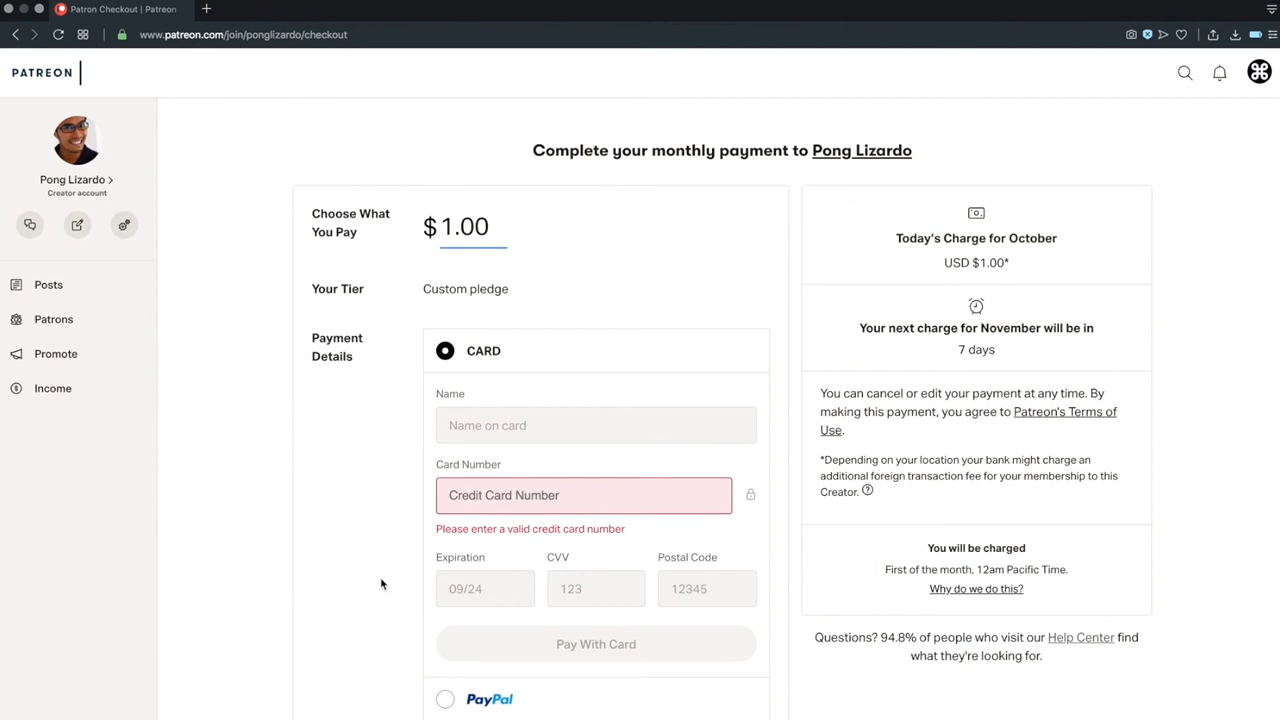 Patron Checkout | Patreon
www.patreon.com/join/ponglizardo/checkout
PATREON
Pong Lizardo
Creator account
Posts
Patrons
Promote
Income
Complete your monthly payment to Pong Lizardo
Choose What
You Pay
$ 1.00
Your Tier
Custom pledge
Payment
Details
CARD
Name
Name on card
Card Number
Credit Card Number
Please enter a valid credit card number
Expiration
CVV
Postal Code
09/24
123
12345
Pay With Card
PayPal
Today's Charge for October
USD $1.00*
Your next charge for November will be in
7 days
You can cancel or edit your payment at any time. By
making this payment, you agree to Patreon's Terms of
Use.
*Depending on your location your bank might charge an
additional foreign transaction fee for your membership to this
Creator.
You will be charged
First of the month, 12am Pacific Time.
Why do we do this?
Questions? 94.8% of people who visit our Help Center find
what they're looking for.